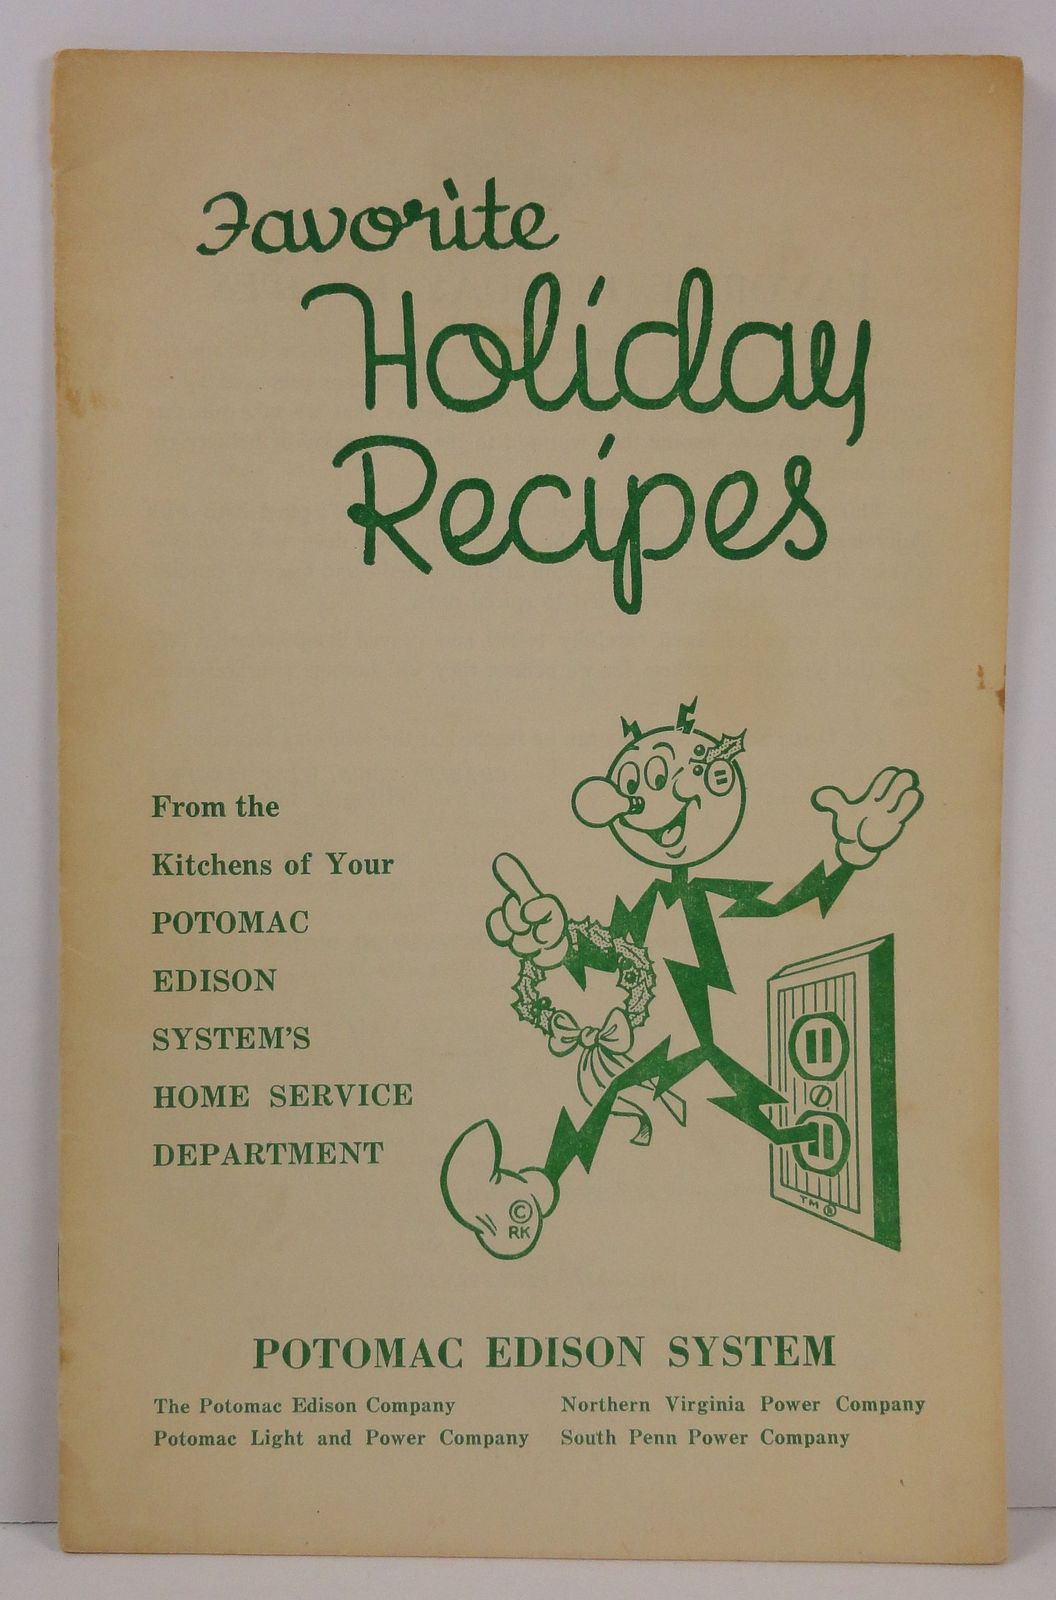 Favorite
Holiday
Recipes
From the
Kitchens of Your
POTOMAC
EDISON
SYSTEM'S
HOME SERVICE
DEPARTMENT
TM ®
©
RK
POTOMAC EDISON SYSTEM
The Potomac Edison Company
Northern Virginia Power Company
Potomac Light and Power Company
South Penn Power Company